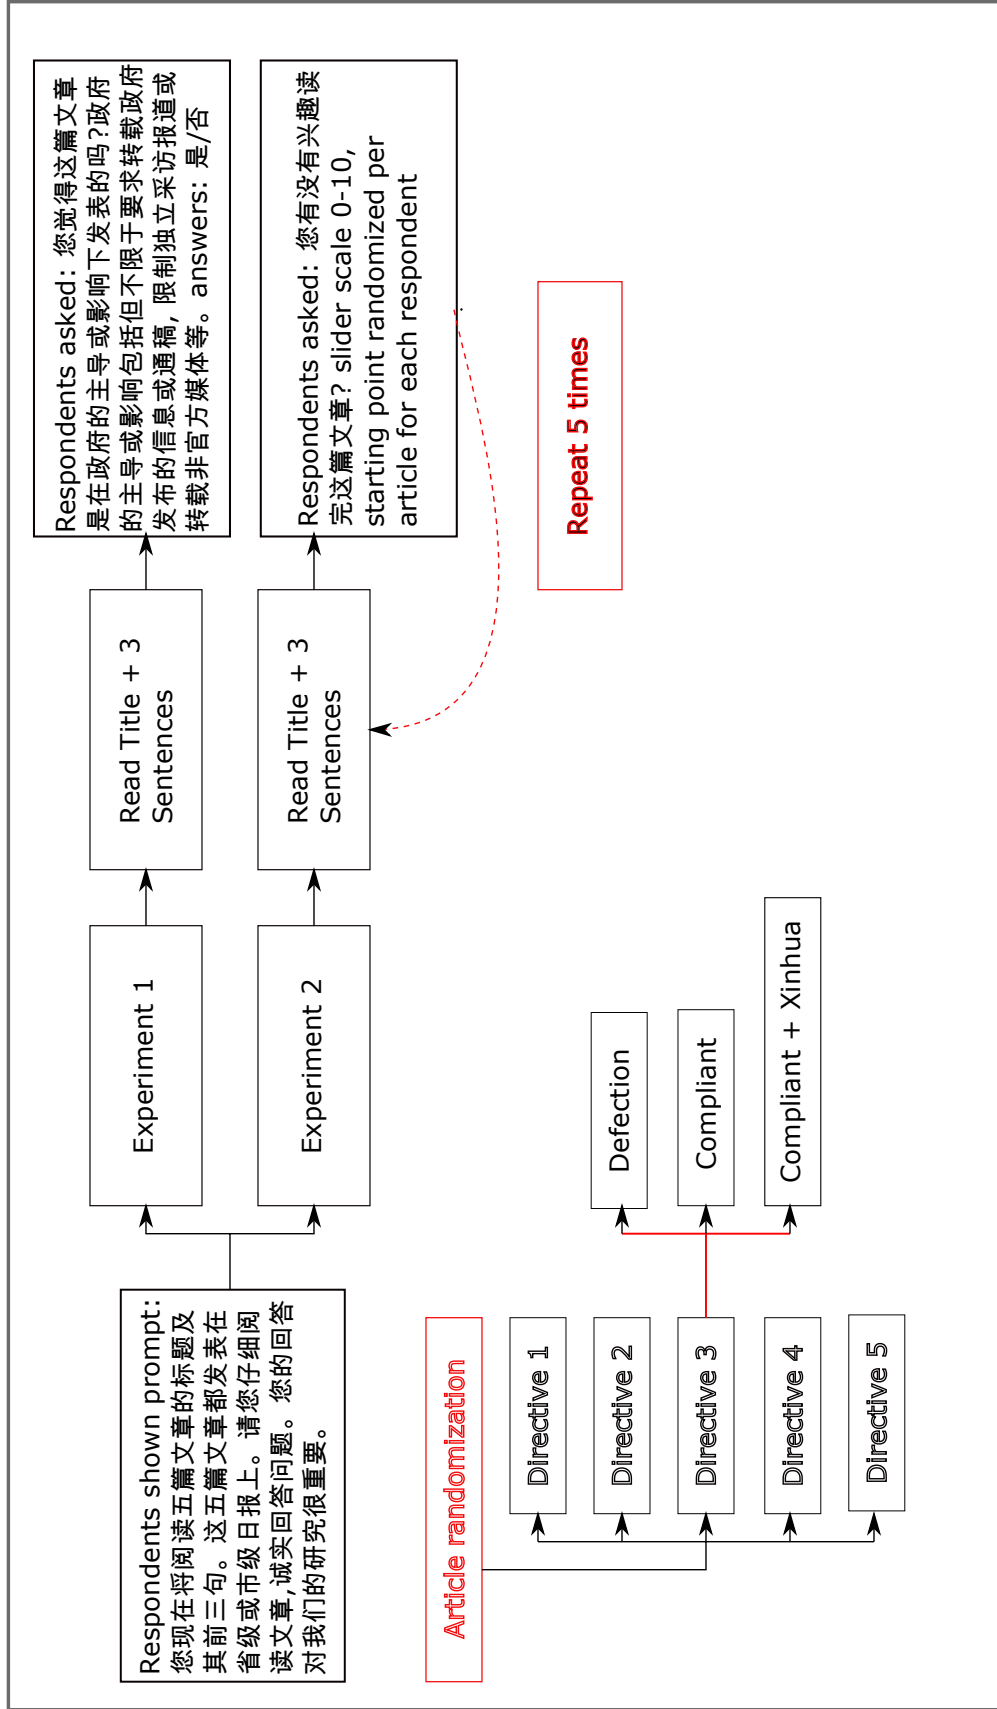 Respondents shown prompt:
您现在将阅读五篇文章的标题及
其前三句。这五篇文章都发表在
省级或市级日报上。请您仔细阅
读文章,诚实回答问题。您的回答
对我们的研究很重要。
Experiment 1
Read Title + 3
Sentences
Respondents asked: 您觉得这篇文章
是在政府的主导或影响下发表的吗?政府
的主导或影响包括但不限于要求转载政府
发布的信息或通稿, 限制独立采访报道或
转载非官方媒体等。answers: 是/否
Experiment 2
Read Title + 3
Sentences
Respondents asked: 您有没有兴趣读
完这篇文章? slider scale 0-10,
starting point randomized per
article for each respondent
Repeat 5 times
Article randomization
Directive 1
Directive 2
Directive 3
Directive 4
Directive 5
Defection
Compliant
Compliant + Xinhua